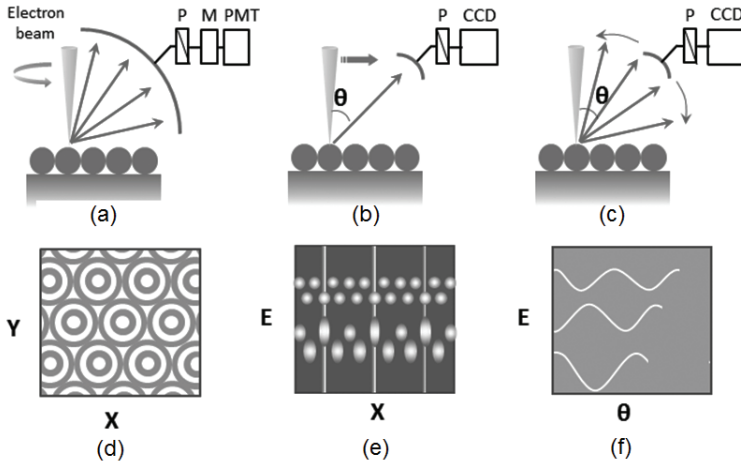 Electron
beam
P M PMT
P CCD
P CCD
θ
θ
(a)
(b)
(c)
Y
E
E
X
X
θ
(d)
(e)
(f)